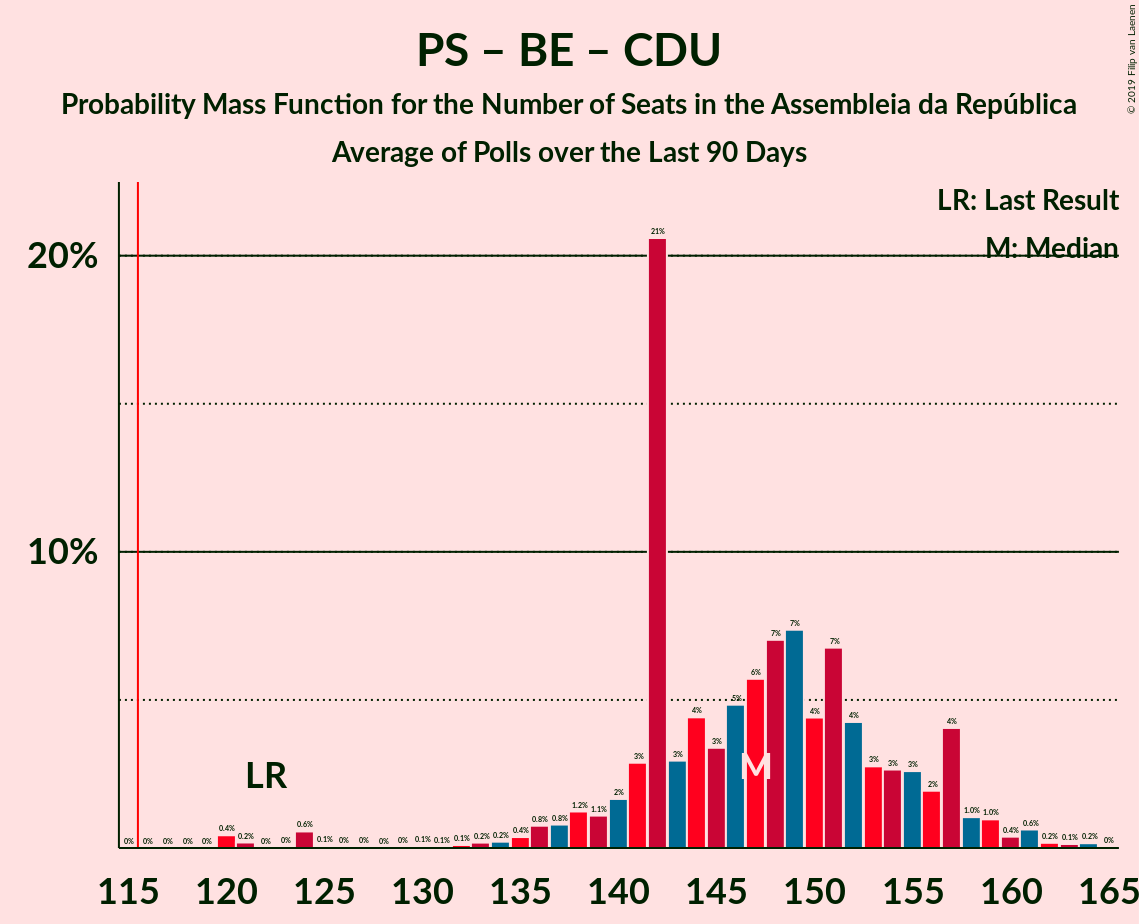 © 2019 Filip van Laenen
PS – BE – CDU
Probability Mass Function for the Number of Seats in the Assembleia da República
Average of Polls over the Last 90 Days
LR: Last Result
M: Median
20%
10%
0% 0% 0% 0% 0% 0.4% 0.2% 0% 0% 0.6% 0.1% 0% 0% 0% 0% 0.1% 0.1% 0.1% 0.2% 0.2% 0.4% 0.8% 0.8% 1.2% 1.1% 2% 3% 21% 3% 4% 3% 5% 6% 7% 7% 4% 7% 4% 3% 3% 3% 2% 4% 1.0% 1.0% 0.4% 0.6% 0.2% 0.1% 0.2% 0%
LR
M
115 120 125 130 135 140 145 150 155 160 165